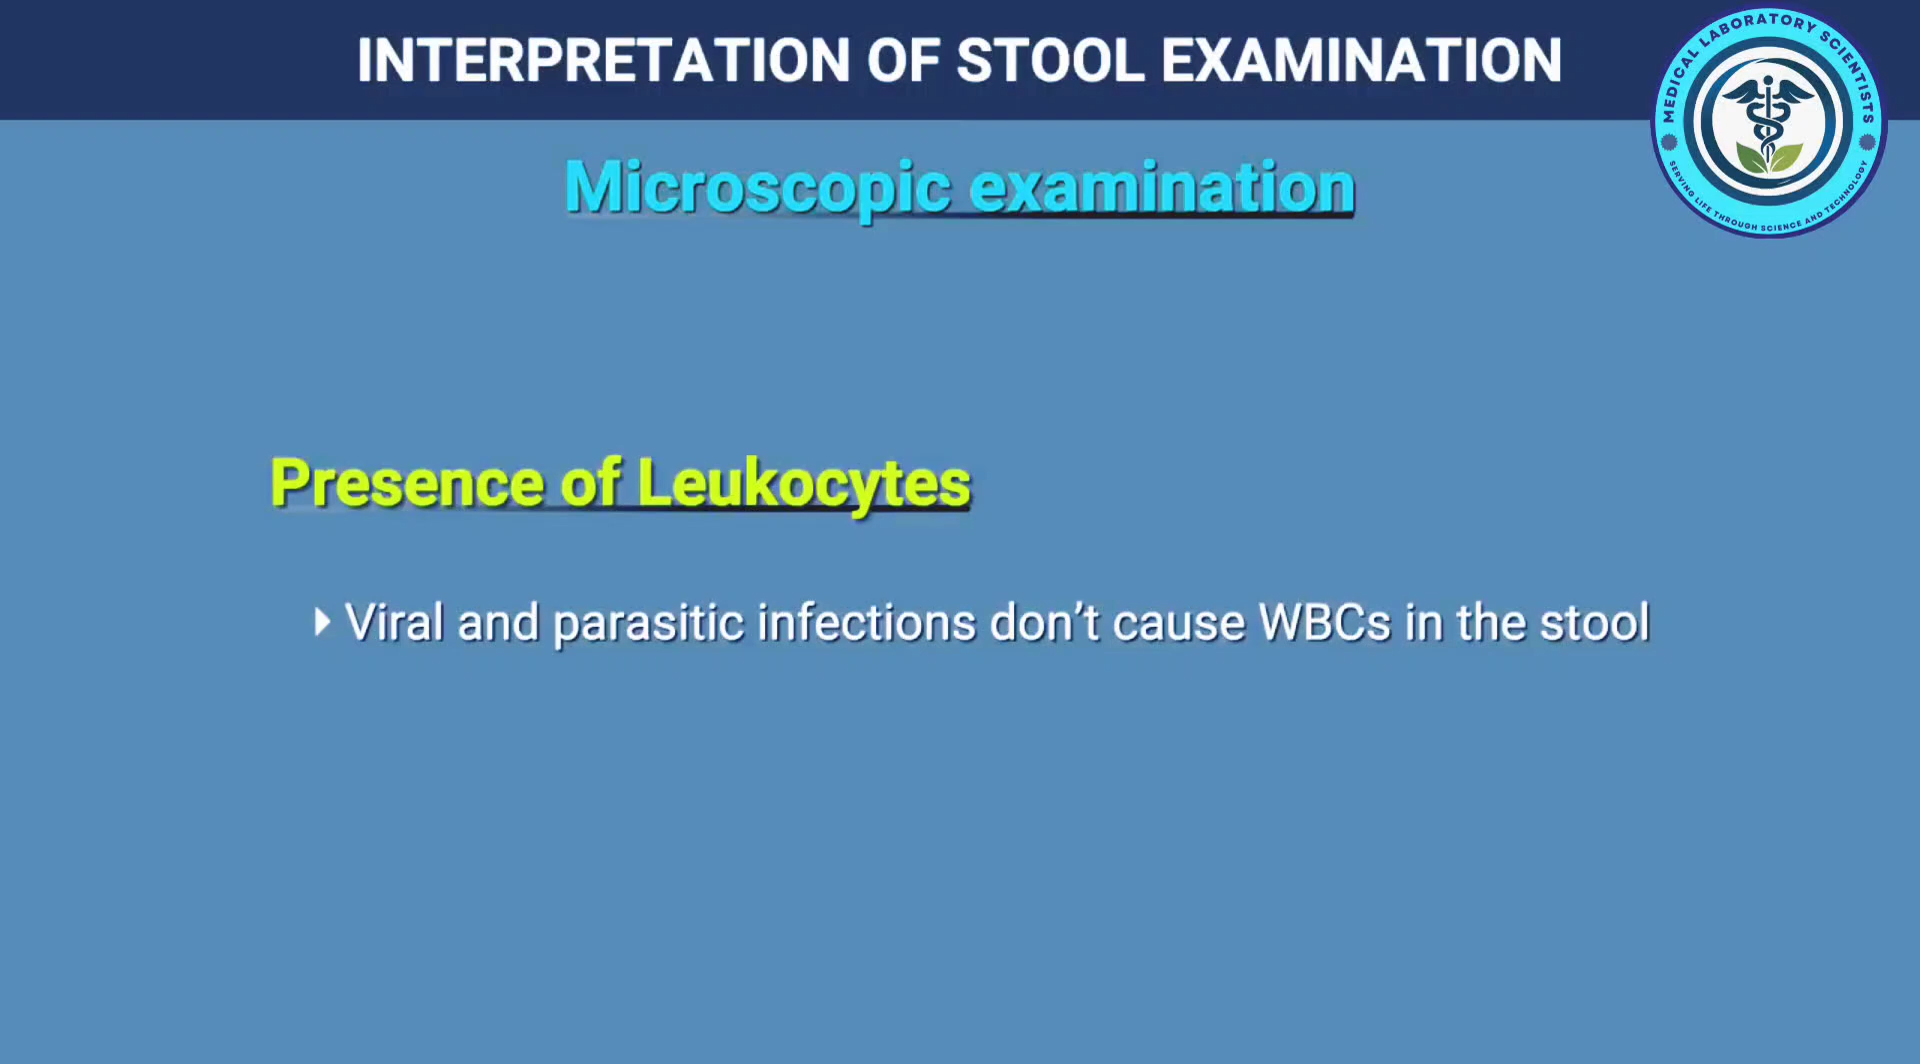 INTERPRETATION OF STOOL EXAMINATION
MEDICAL LABORATORY SCIENTISTS
SERVING LIFE THROUGH SCIENCE AND TECHNOLOGY
Microscopic examination
Presence of Leukocytes
Viral and parasitic infections don’t cause WBCs in the stool